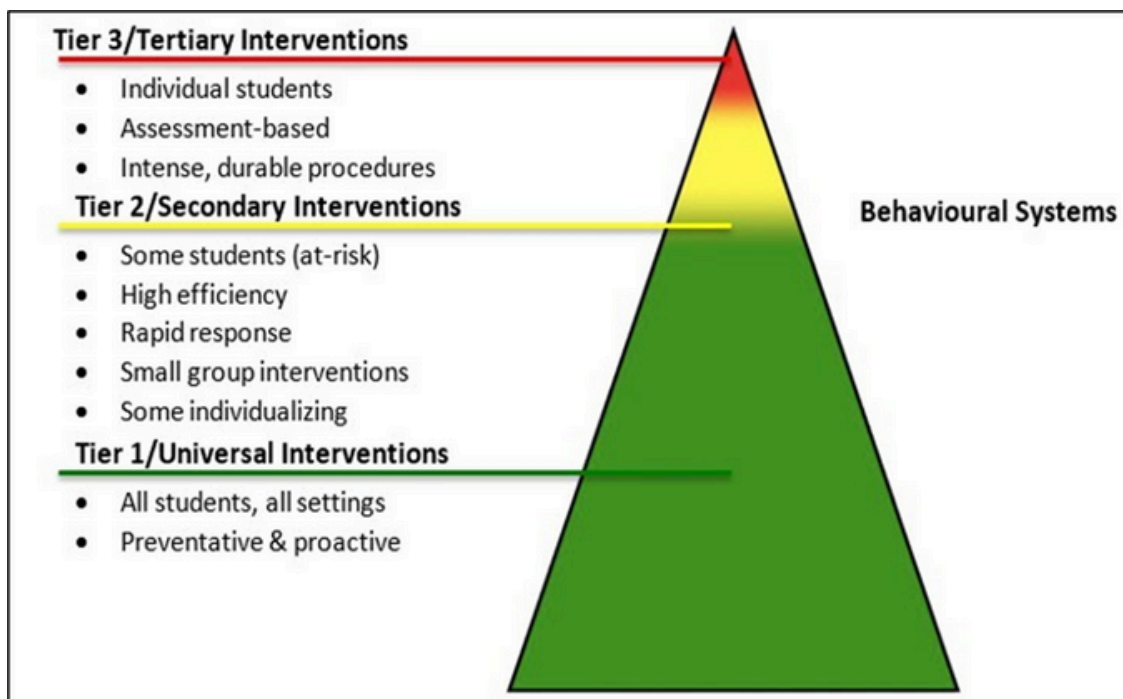 Tier 3/Tertiary Interventions
• Individual students
• Assessment-based
• Intense, durable procedures
Tier 2/Secondary Interventions
• Some students (at-risk)
• High efficiency
• Rapid response
• Small group interventions
• Some individualizing
Tier 1/Universal Interventions
• All students, all settings
• Preventative & proactive
Behavioural Systems